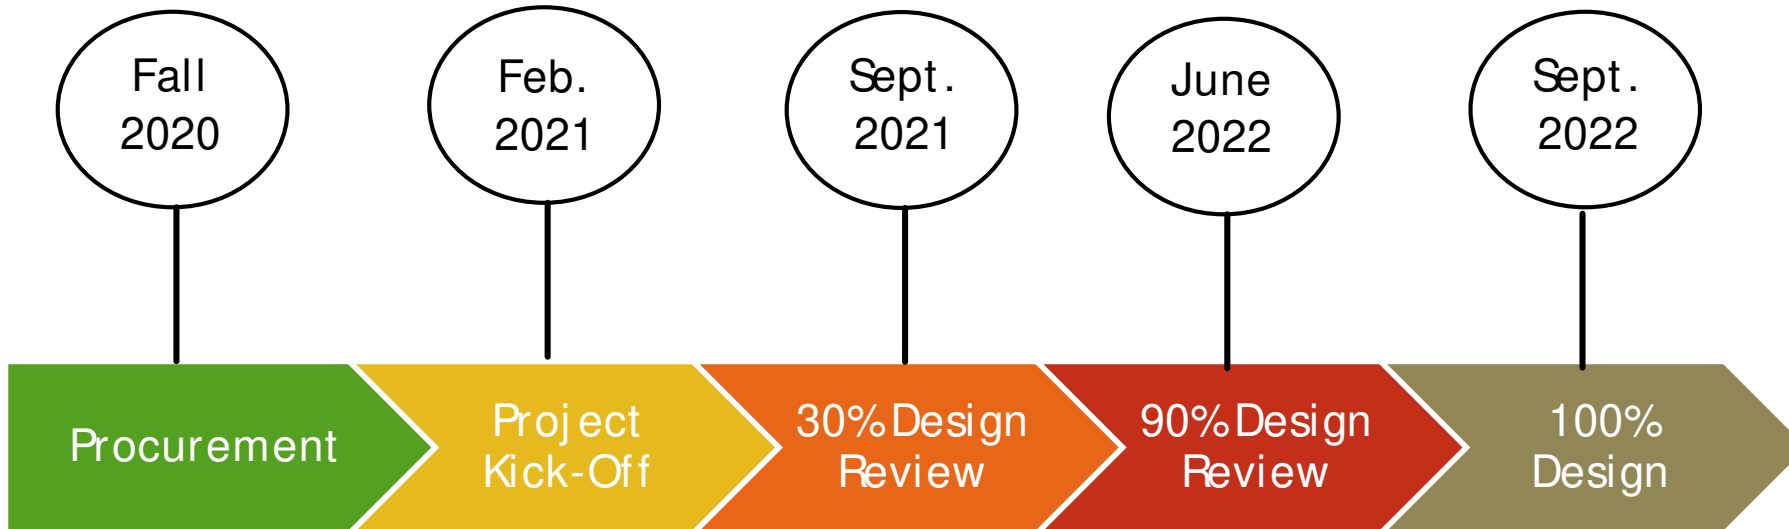 Fall
2020
Feb.
2021
Sept.
2021
June
2022
Sept.
2022
Procurement
Project
Kick-Off
30% Design
Review
90% Design
Review
100%
Design